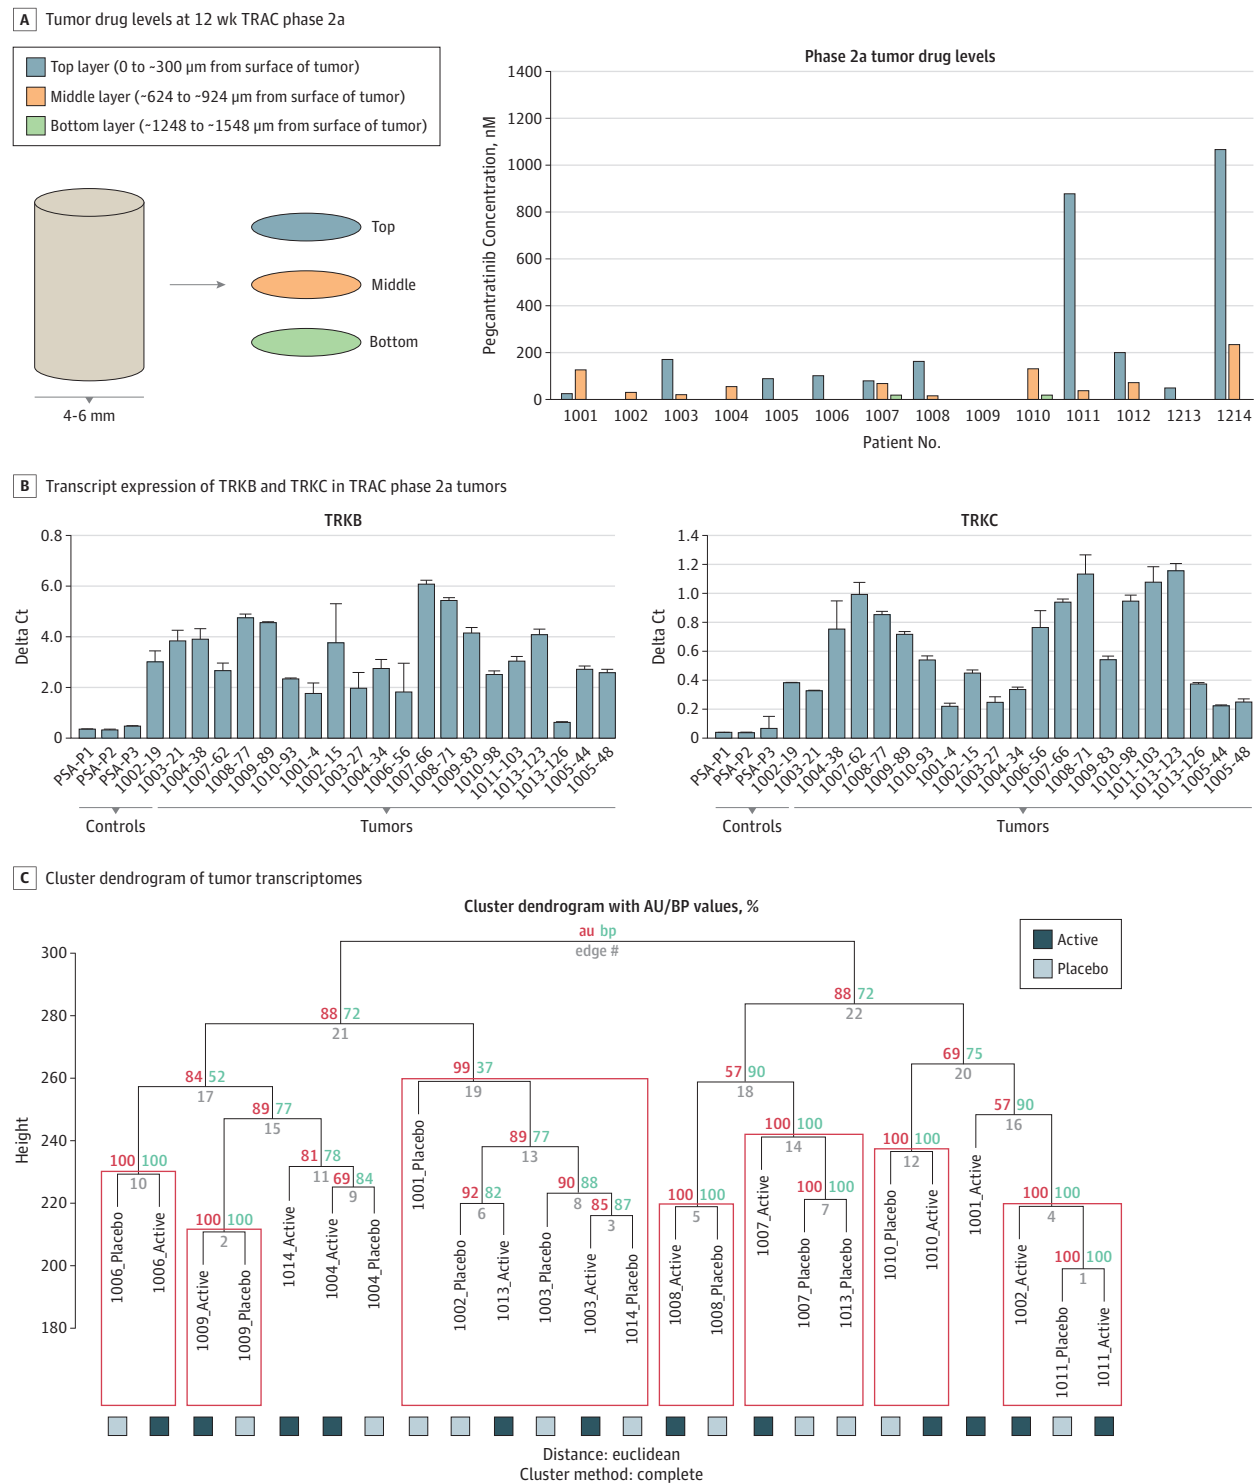 A Tumor drug levels at 12 wk TRAC phase 2a
Top layer (0 to ~300 μm from surface of tumor)
Middle layer (~624 to ~924 μm from surface of tumor)
Bottom layer (~1248 to ~1548 μm from surface of tumor)
4-6 mm
Top
Middle
Bottom
Phase 2a tumor drug levels
Pegcantratinib Concentration, nM
1400
1200
1000
800
600
400
200
0
1001 1002 1003 1004 1005 1006 1007 1008 1009 1010 1011 1012 1213 1214
Patient No.
B Transcript expression of TRKB and TRKC in TRAC phase 2a tumors
TRKB
Delta Ct
0.8
6.0
4.0
2.0
0
PSA-P1 PSA-P2 PSA-P3 1002-19 1003-21 1004-38 1007-62 1008-77 1009-89 1010-93 1001-4 1002-15 1003-27 1004-34 1006-56 1007-66 1008-71 1009-83 1010-98 1011-103 1013-123 1013-126 1005-44 1005-48
Controls Tumors
TRKC
Delta Ct
1.4
1.2
1.0
0.8
0.6
0.4
0.2
0
PSA-P1 PSA-P2 PSA-P3 1002-19 1003-21 1004-38 1007-62 1008-77 1009-89 1010-93 1001-4 1002-15 1003-27 1004-34 1006-56 1007-66 1008-71 1009-83 1010-98 1011-103 1013-123 1013-126 1005-44 1005-48
Controls Tumors
C Cluster dendrogram of tumor transcriptomes
Cluster dendrogram with AU/BP values, %
au bp
edge #
Active
Placebo
Height
300
280
260
240
220
200
180
88 72
21
88 72
22
84 52
17
99 37
19
57 90
18
69 75
20
89 77
15
57 90
16
100 100
10
81 78
11
69 84
9
100 100
2
89 77
13
92 82
6
90 88
8
85 87
3
100 100
5
100 100
14
100 100
7
100 100
12
100 100
4
100 100
1
1006_Placebo
1006_Active
1009_Active
1009_Placebo
1014_Active
1004_Active
1004_Placebo
1001_Placebo
1002_Placebo
1013_Active
1003_Placebo
1003_Active
1014_Placebo
1008_Active
1008_Placebo
1007_Active
1007_Placebo
1013_Placebo
1010_Placebo
1010_Active
1001_Active
1002_Active
1011_Placebo
1011_Active
Distance: euclidean
Cluster method: complete